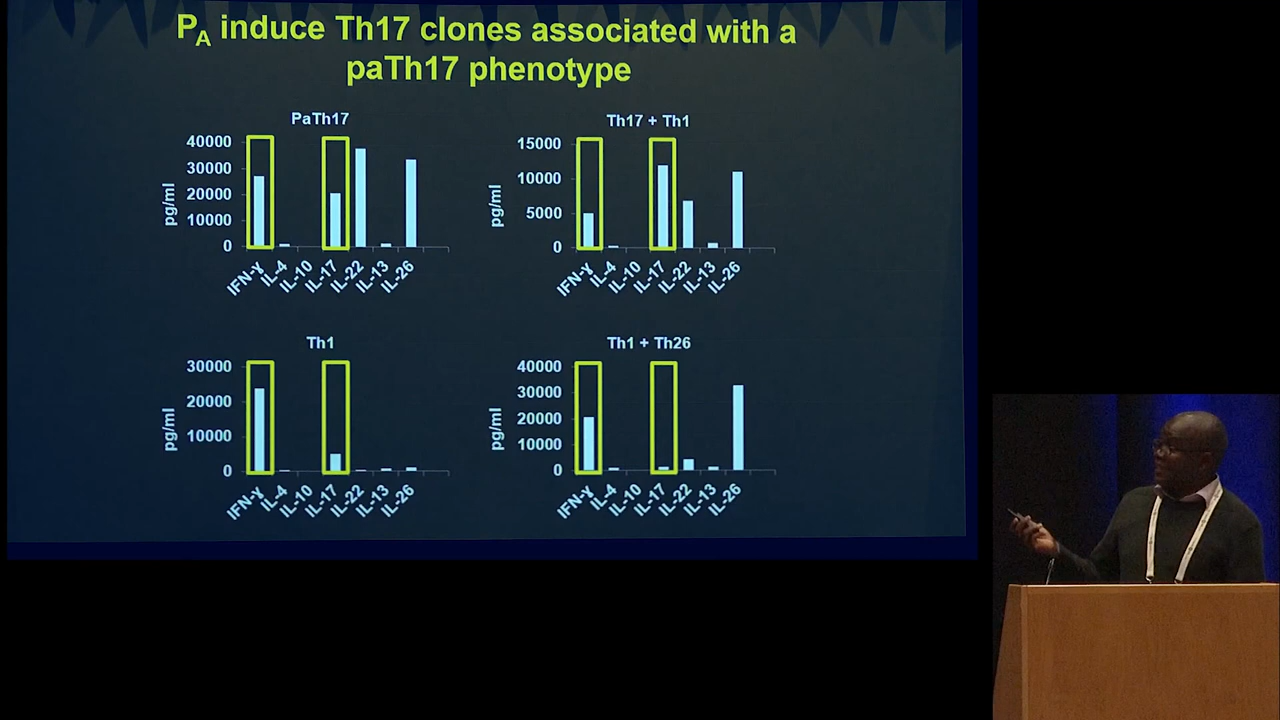 PA induce Th17 clones associated with a
paTh17 phenotype
PaTh17
40000
30000
20000
10000
0
pg/ml
IFN-ɣ
IL-4
IL-10
IL-17
IL-22
IL-13
IL-26
Th17 + Th1
15000
10000
5000
0
pg/ml
IFN-ɣ
IL-4
IL-10
IL-17
IL-22
IL-13
IL-26
Th1
30000
20000
10000
0
pg/ml
IFN-ɣ
IL-4
IL-10
IL-17
IL-22
IL-13
IL-26
Th1 + Th26
40000
30000
20000
10000
0
pg/ml
IFN-ɣ
IL-4
IL-10
IL-17
IL-22
IL-13
IL-26